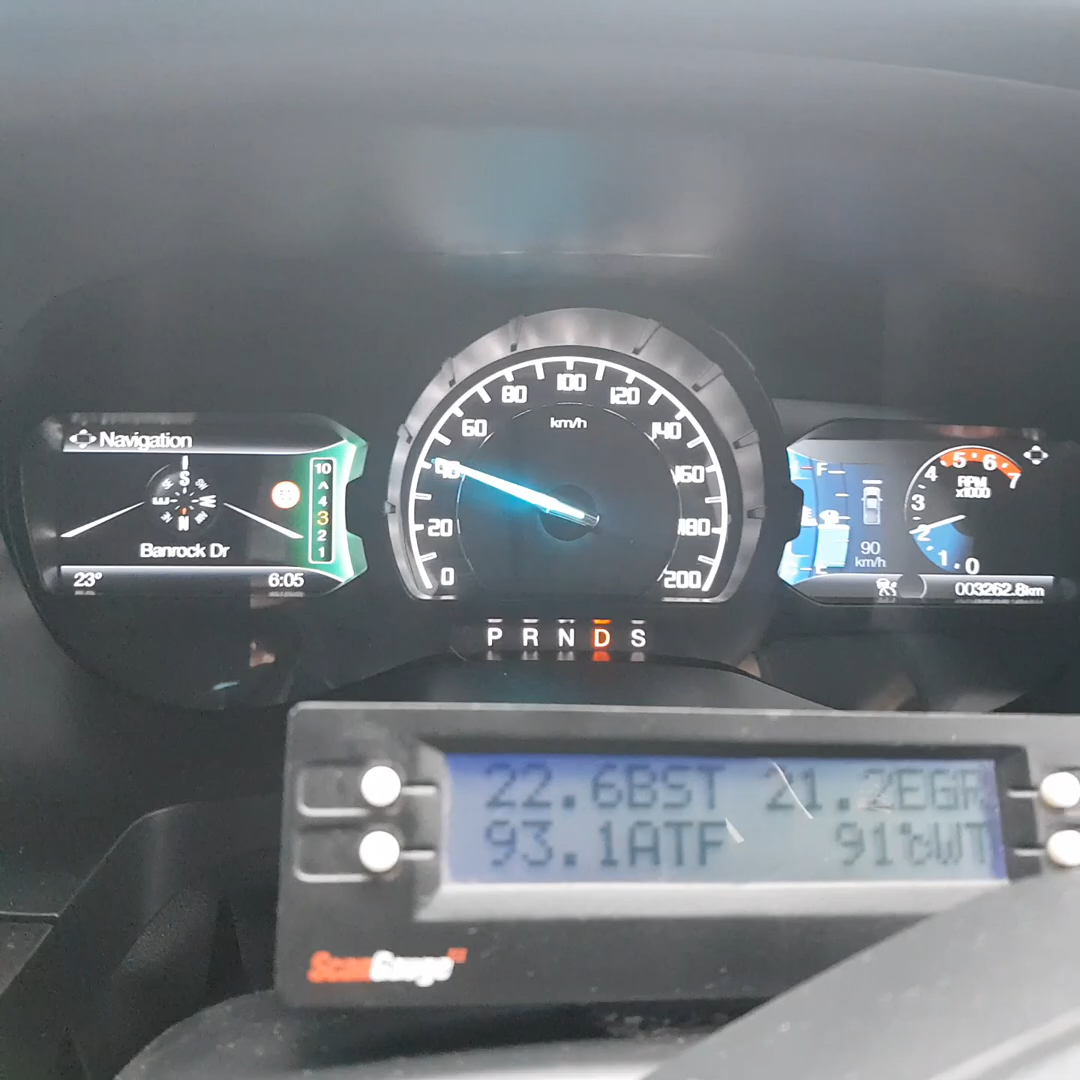 Navigation
S
N
Banrock Dr
10
4
3
2
1
23° 6:05
0
20
40
60
80
100
120
140
160
180
200
km/h
P R N D S
F
E
90
km/h
0
1
2
3
4
5
6
7
RPM
x1000
003262.8km
22.6BST 21.2EGR
93.1ATF 91°CWT
ScanGauge II